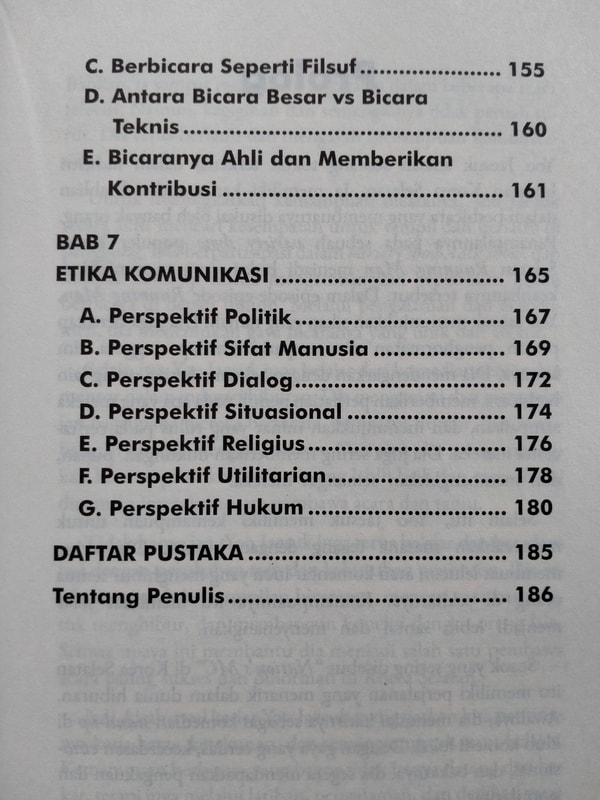 C. Berbicara Seperti Filsuf ...................... 155
D. Antara Bicara Besar vs Bicara
Teknis .................................................. 160
E. Bicaranya Ahli dan Memberikan
Kontribusi ............................................ 161
BAB 7
ETIKA KOMUNIKASI .................................... 165
A. Perspektif Politik ................................... 167
B. Perspektif Sifat Manusia ...................... 169
C. Perspektif Dialog .................................. 172
D. Perspektif Situasional .......................... 174
E. Perspektif Religius ................................ 176
F. Perspektif Utilitarian ............................. 178
G. Perspektif Hukum ................................ 180
DAFTAR PUSTAKA ........................................ 185
Tentang Penulis ............................................ 186